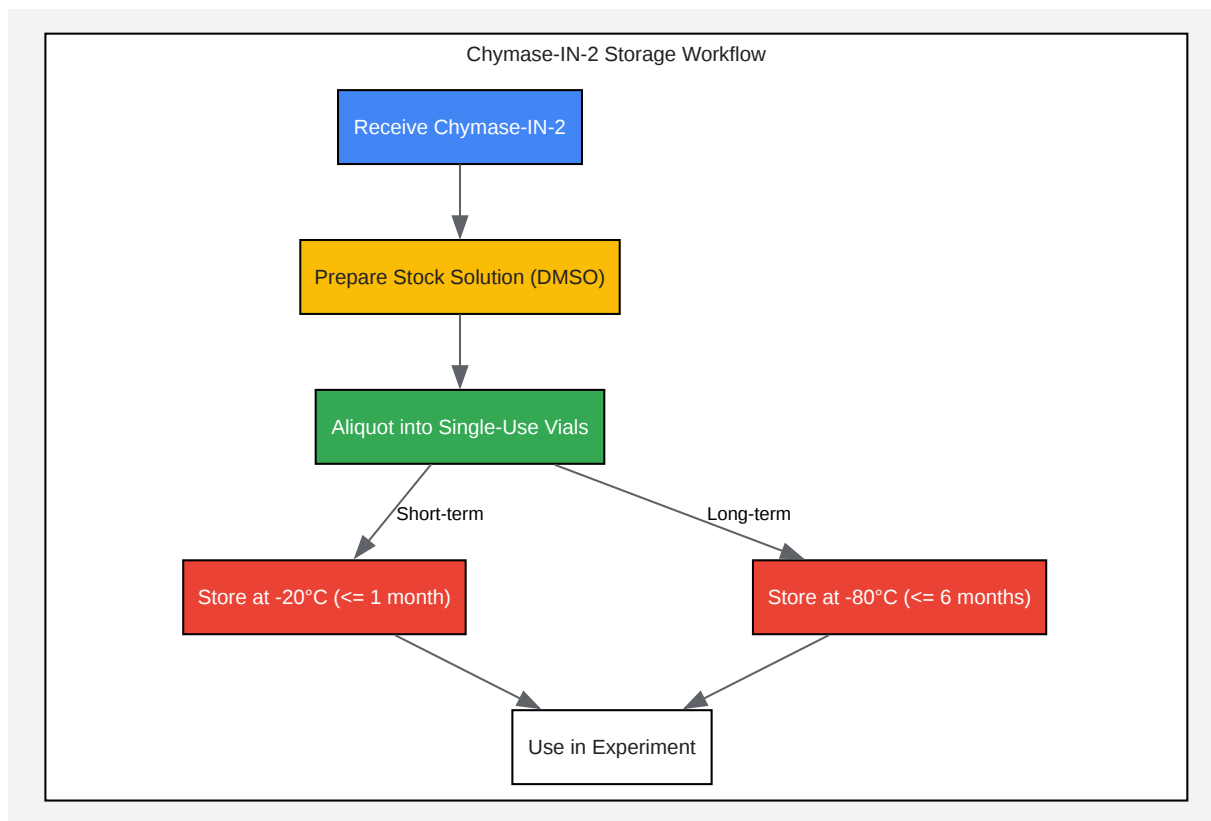 Chymase-IN-2 Storage Workflow
Receive Chymase-IN-2
Prepare Stock Solution (DMSO)
Aliquot into Single-Use Vials
Short-term
Long-term
Store at -20°C (<= 1 month)
Store at -80°C (<= 6 months)
Use in Experiment